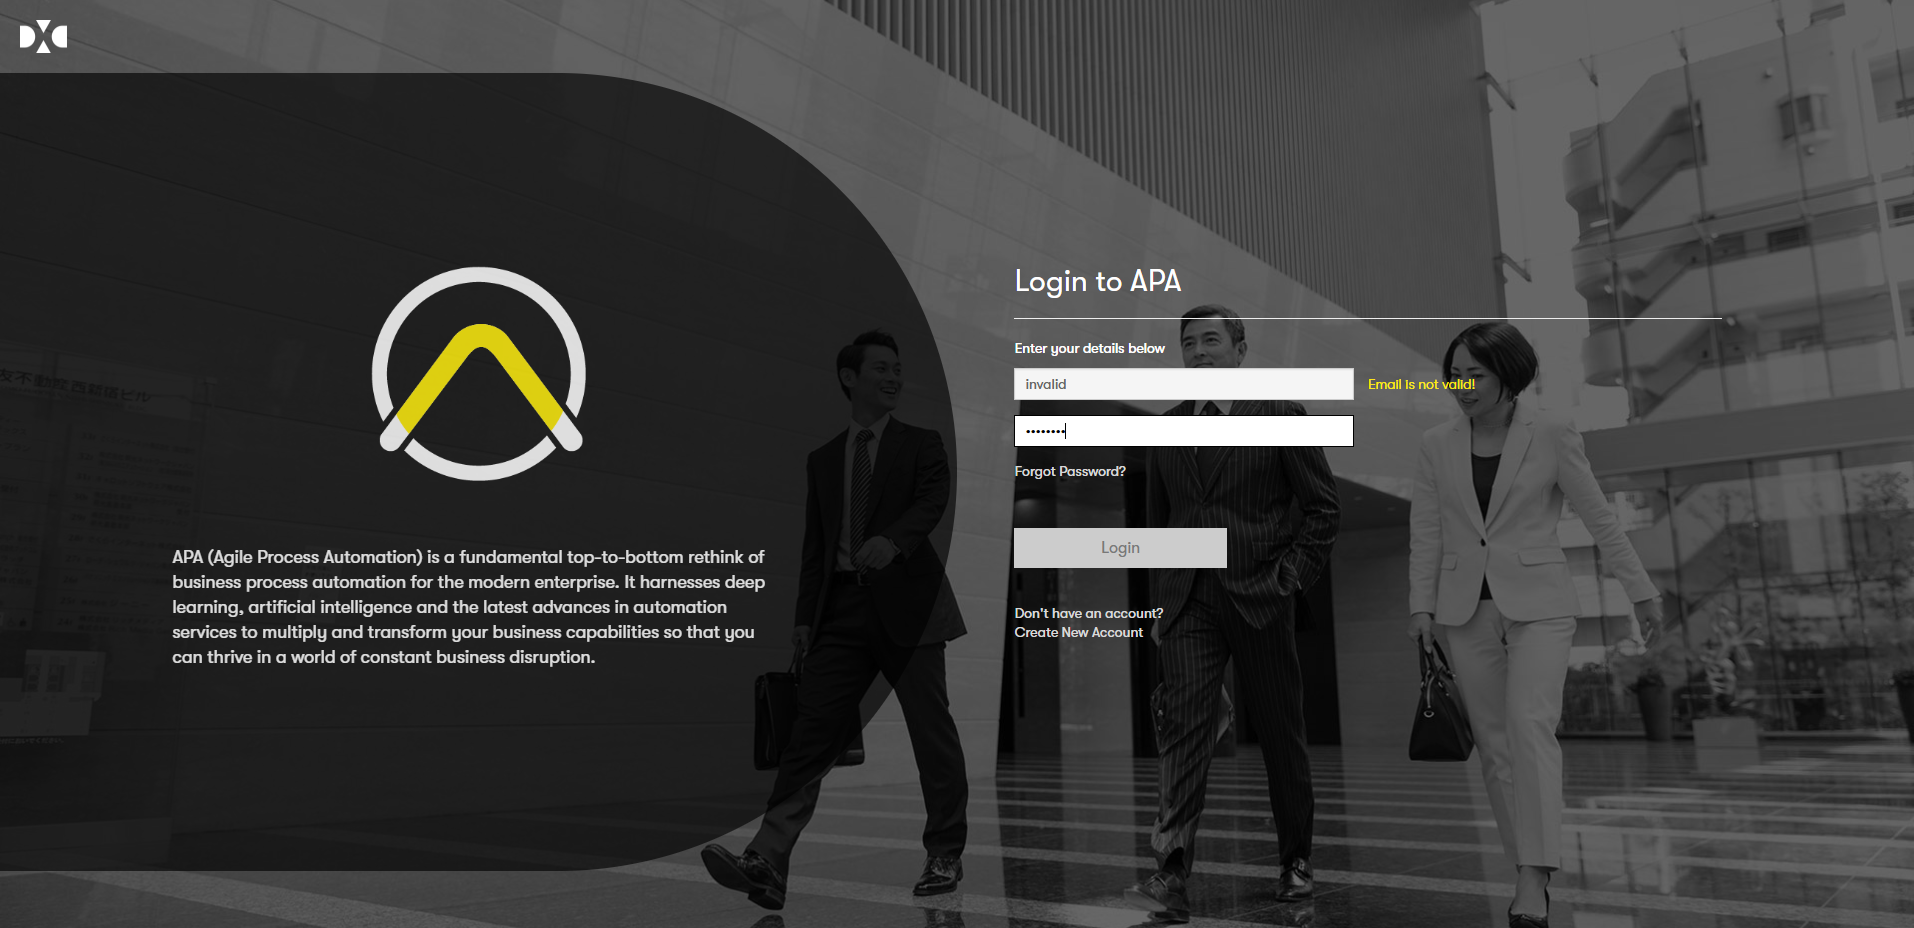 DXC
Login to APA
Enter your details below
invalid
Email is not valid!
••••••••
Forgot Password?
Login
Don't have an account?
Create New Account
APA (Agile Process Automation) is a fundamental top-to-bottom rethink of
business process automation for the modern enterprise. It harnesses deep
learning, artificial intelligence and the latest advances in automation
services to multiply and transform your business capabilities so that you
can thrive in a world of constant business disruption.